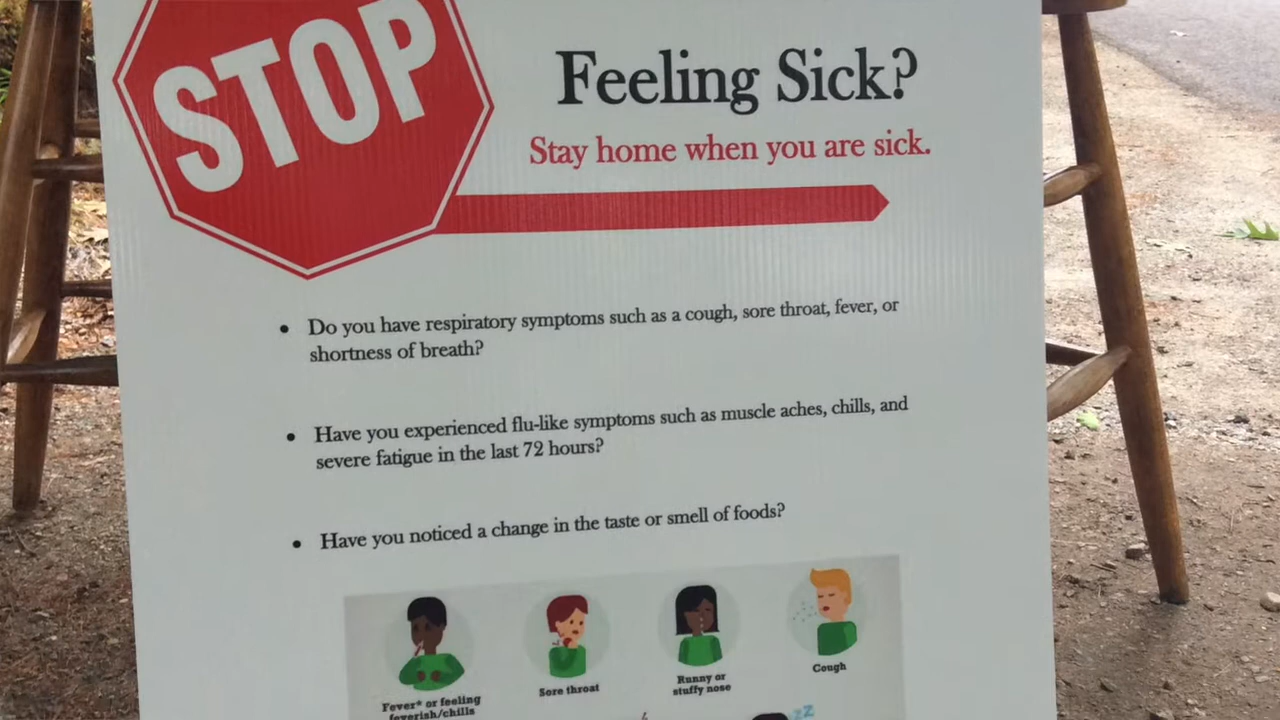 STOP
Feeling Sick?
Stay home when you are sick.
• Do you have respiratory symptoms such as a cough, sore throat, fever, or
shortness of breath?
• Have you experienced flu-like symptoms such as muscle aches, chills, and
severe fatigue in the last 72 hours?
• Have you noticed a change in the taste or smell of foods?
Fever* or feeling
feverish/chills
Sore throat
Runny or
stuffy nose
Cough
zz